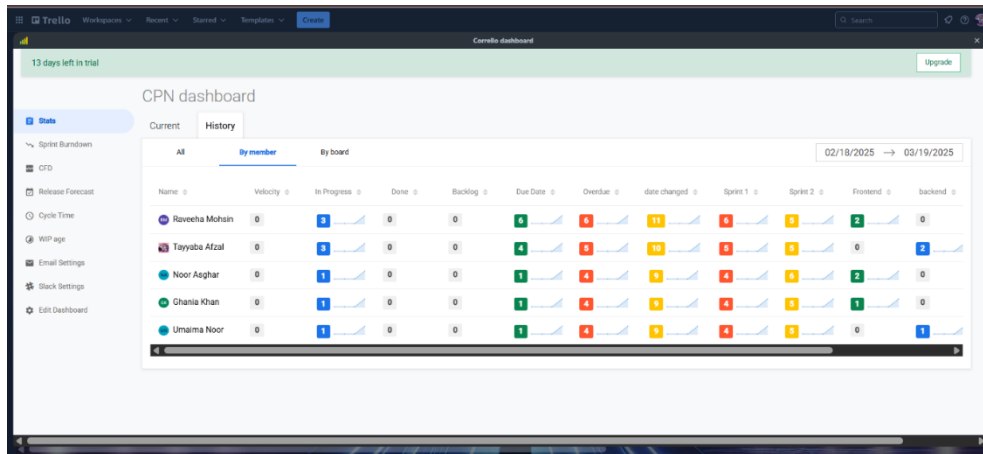 Trello Workspaces Recent Starred Templates Create Search
Corrello dashboard
13 days left in trial Upgrade
CPN dashboard
Stats
Sprint Burndown
CFD
Release Forecast
Cycle Time
WIP age
Email Settings
Slack Settings
Edit Dashboard
Current History
All By member By board 02/18/2025 → 03/19/2025
Name Velocity In Progress Done Backlog Due Date Overdue date changed Sprint 1 Sprint 2 Frontend backend
Raveeha Mohsin 0 3 0 0 6 6 11 6 5 2 0
Tayyaba Afzal 0 3 0 0 4 5 10 5 5 0 2
Noor Asghar 0 1 0 0 1 4 9 4 6 2 0
Ghania Khan 0 1 0 0 1 4 9 4 5 1 0
Umaima Noor 0 1 0 0 1 4 9 4 5 0 1